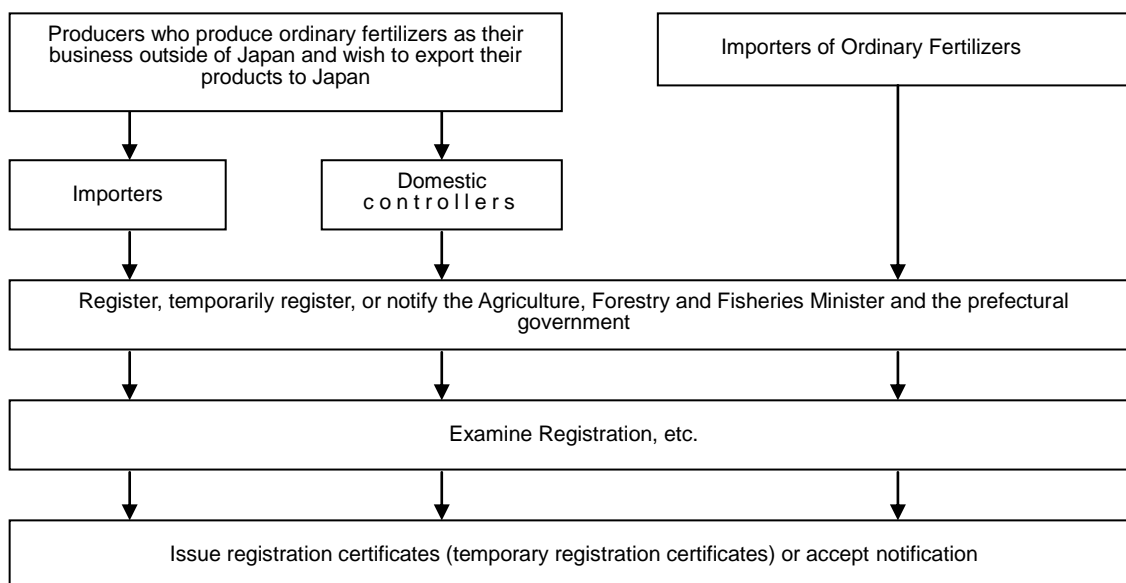 Producers who produce ordinary fertilizers as their
business outside of Japan and wish to export their
products to Japan
Importers of Ordinary Fertilizers
Importers
Domestic
controllers
Register, temporarily register, or notify the Agriculture, Forestry and Fisheries Minister and the prefectural
government
Examine Registration, etc.
Issue registration certificates (temporary registration certificates) or accept notification